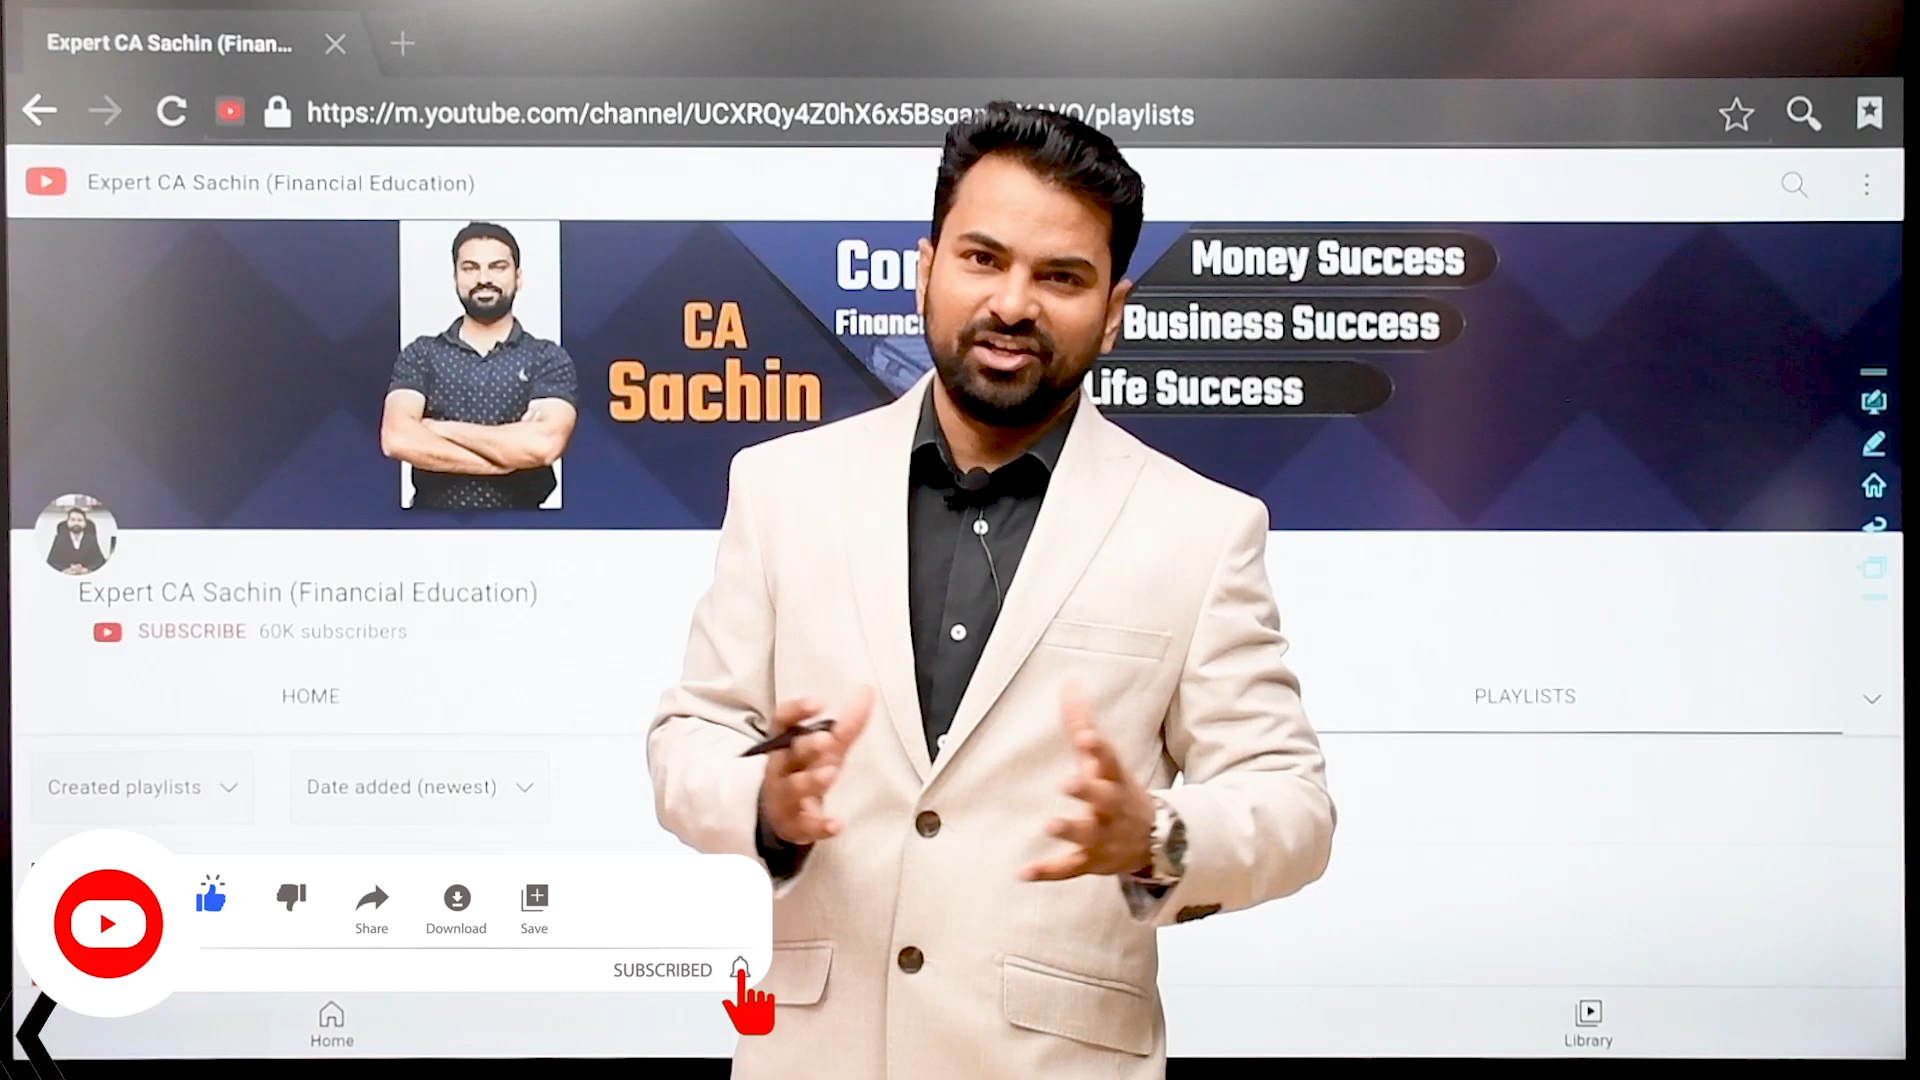 Expert CA Sachin (Finan...
https://m.youtube.com/channel/UCXRQy4Z0hX6x5Bsga /playlists
Expert CA Sachin (Financial Education)
CA
Sachin
Money Success
Business Success
Life Success
Expert CA Sachin (Financial Education)
SUBSCRIBE 60K subscribers
HOME
PLAYLISTS
Created playlists
Date added (newest)
Share
Download
Save
SUBSCRIBED
Home
Library